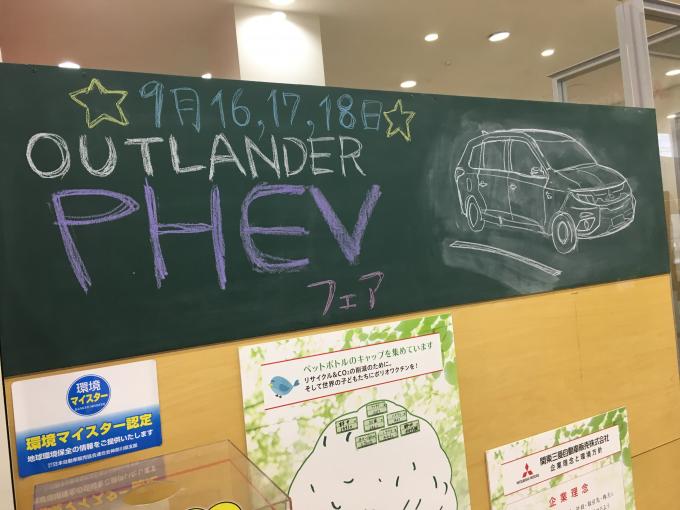 9月16,17,18日
OUTLANDER
PHEV
フェア
環境
マイスター
環境マイスター認定
地球環境保全の情報をご提供いたします
ペットボトルのキャップを集めています
リサイクル&CO2の削減のために。
そして世界の子どもたちにポリオワクチンを!
関東三菱自動車販売株式会社
企業理念と環境方針
企業理念